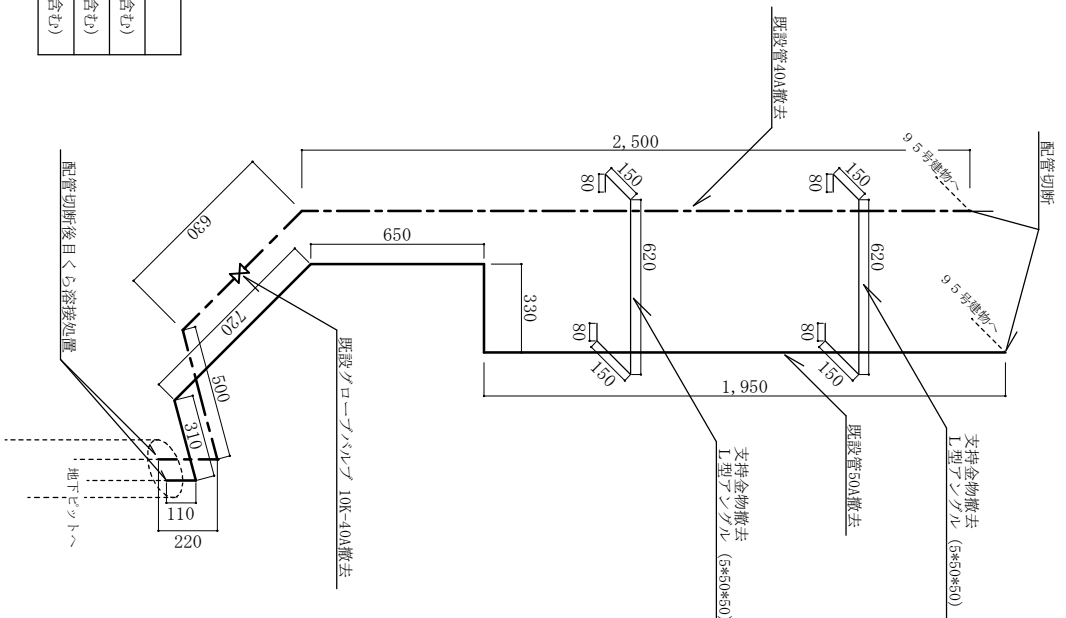 含む)
含む)
含む)
既設管40A撤去
2,500
95号建物へ
配管切断
150
80
150
80
620
620
630
650
330
95号建物へ
720
80
150
80
150
1,950
配管切断後目くら溶接処置
500
310
既設グローブバルブ 10K-40A撤去
既設管50A撤去
支持金物撤去
L型アングル (5*50*50)
支持金物撤去
L型アングル (5*50*50)
地下ピットへ
110
220